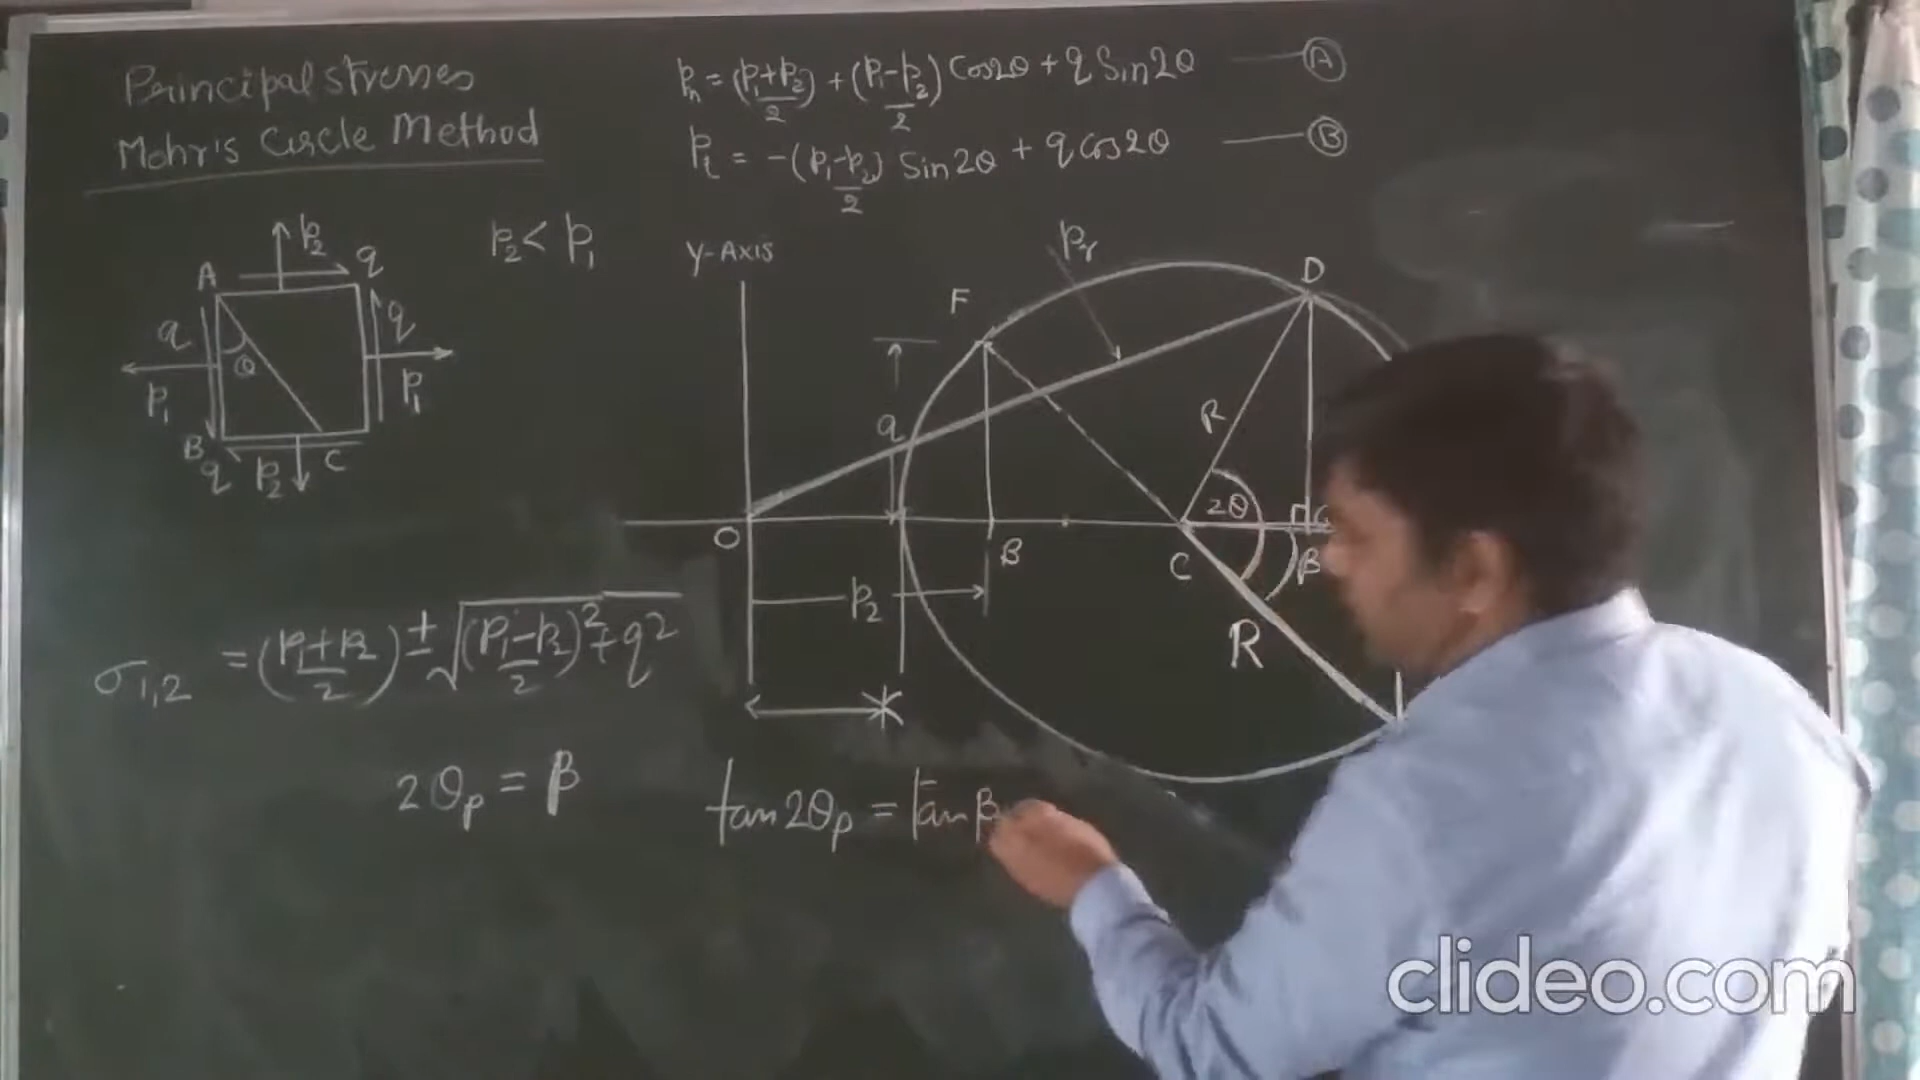 Principal stresses
Mohr's Circle Method
Pn = (P1+P2)/2 + (P1-P2)/2 Cos2θ + q Sin2θ — A
Pt = -(P1-P2)/2 Sin2θ + q cos2θ — B
P2 < P1
P2
A
q
q
q
θ
P1
P1
B
q
P2
C
Y-Axis
Pr
F
D
q
R
2θ
O
B
C
β
P2
R
σ1,2 = (P1+P2)/2 ± √((P1-P2)/2)² + q²
2θp = β
tan2θp = tanβ
clideo.com